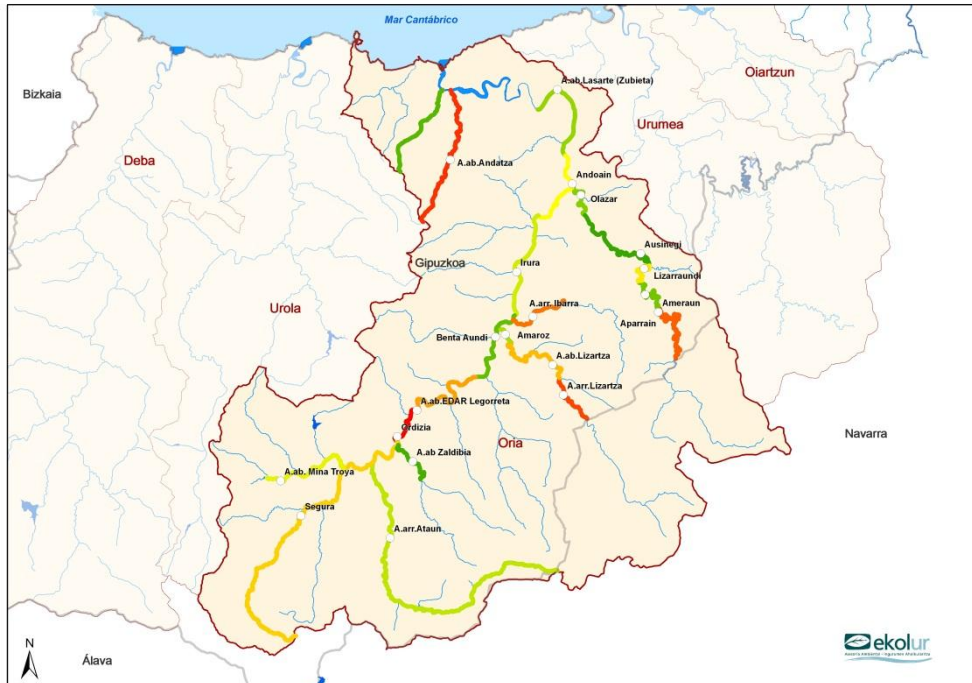 Mar Cantábrico
Oiartzun
A.ab.Lasarte (Zubieta)
Bizkaia
Urumea
Deba
A.ab.Andatza
Andoain
Olazar
Ausinegi
Gipuzkoa
Irura
Lizarraundi
Urola
A.arr. Ibarra
Ameraun
Aparrain
Benta Aundi
Amaroz
A.ab.Lizartza
A.arr.Lizartza
A.ab.EDAR Legorreta
Navarra
Ordizia
Oria
A.ab Zaldibia
A.ab. Mina Troya
Segura
A.arr.Ataun
N
Álava
ekolur